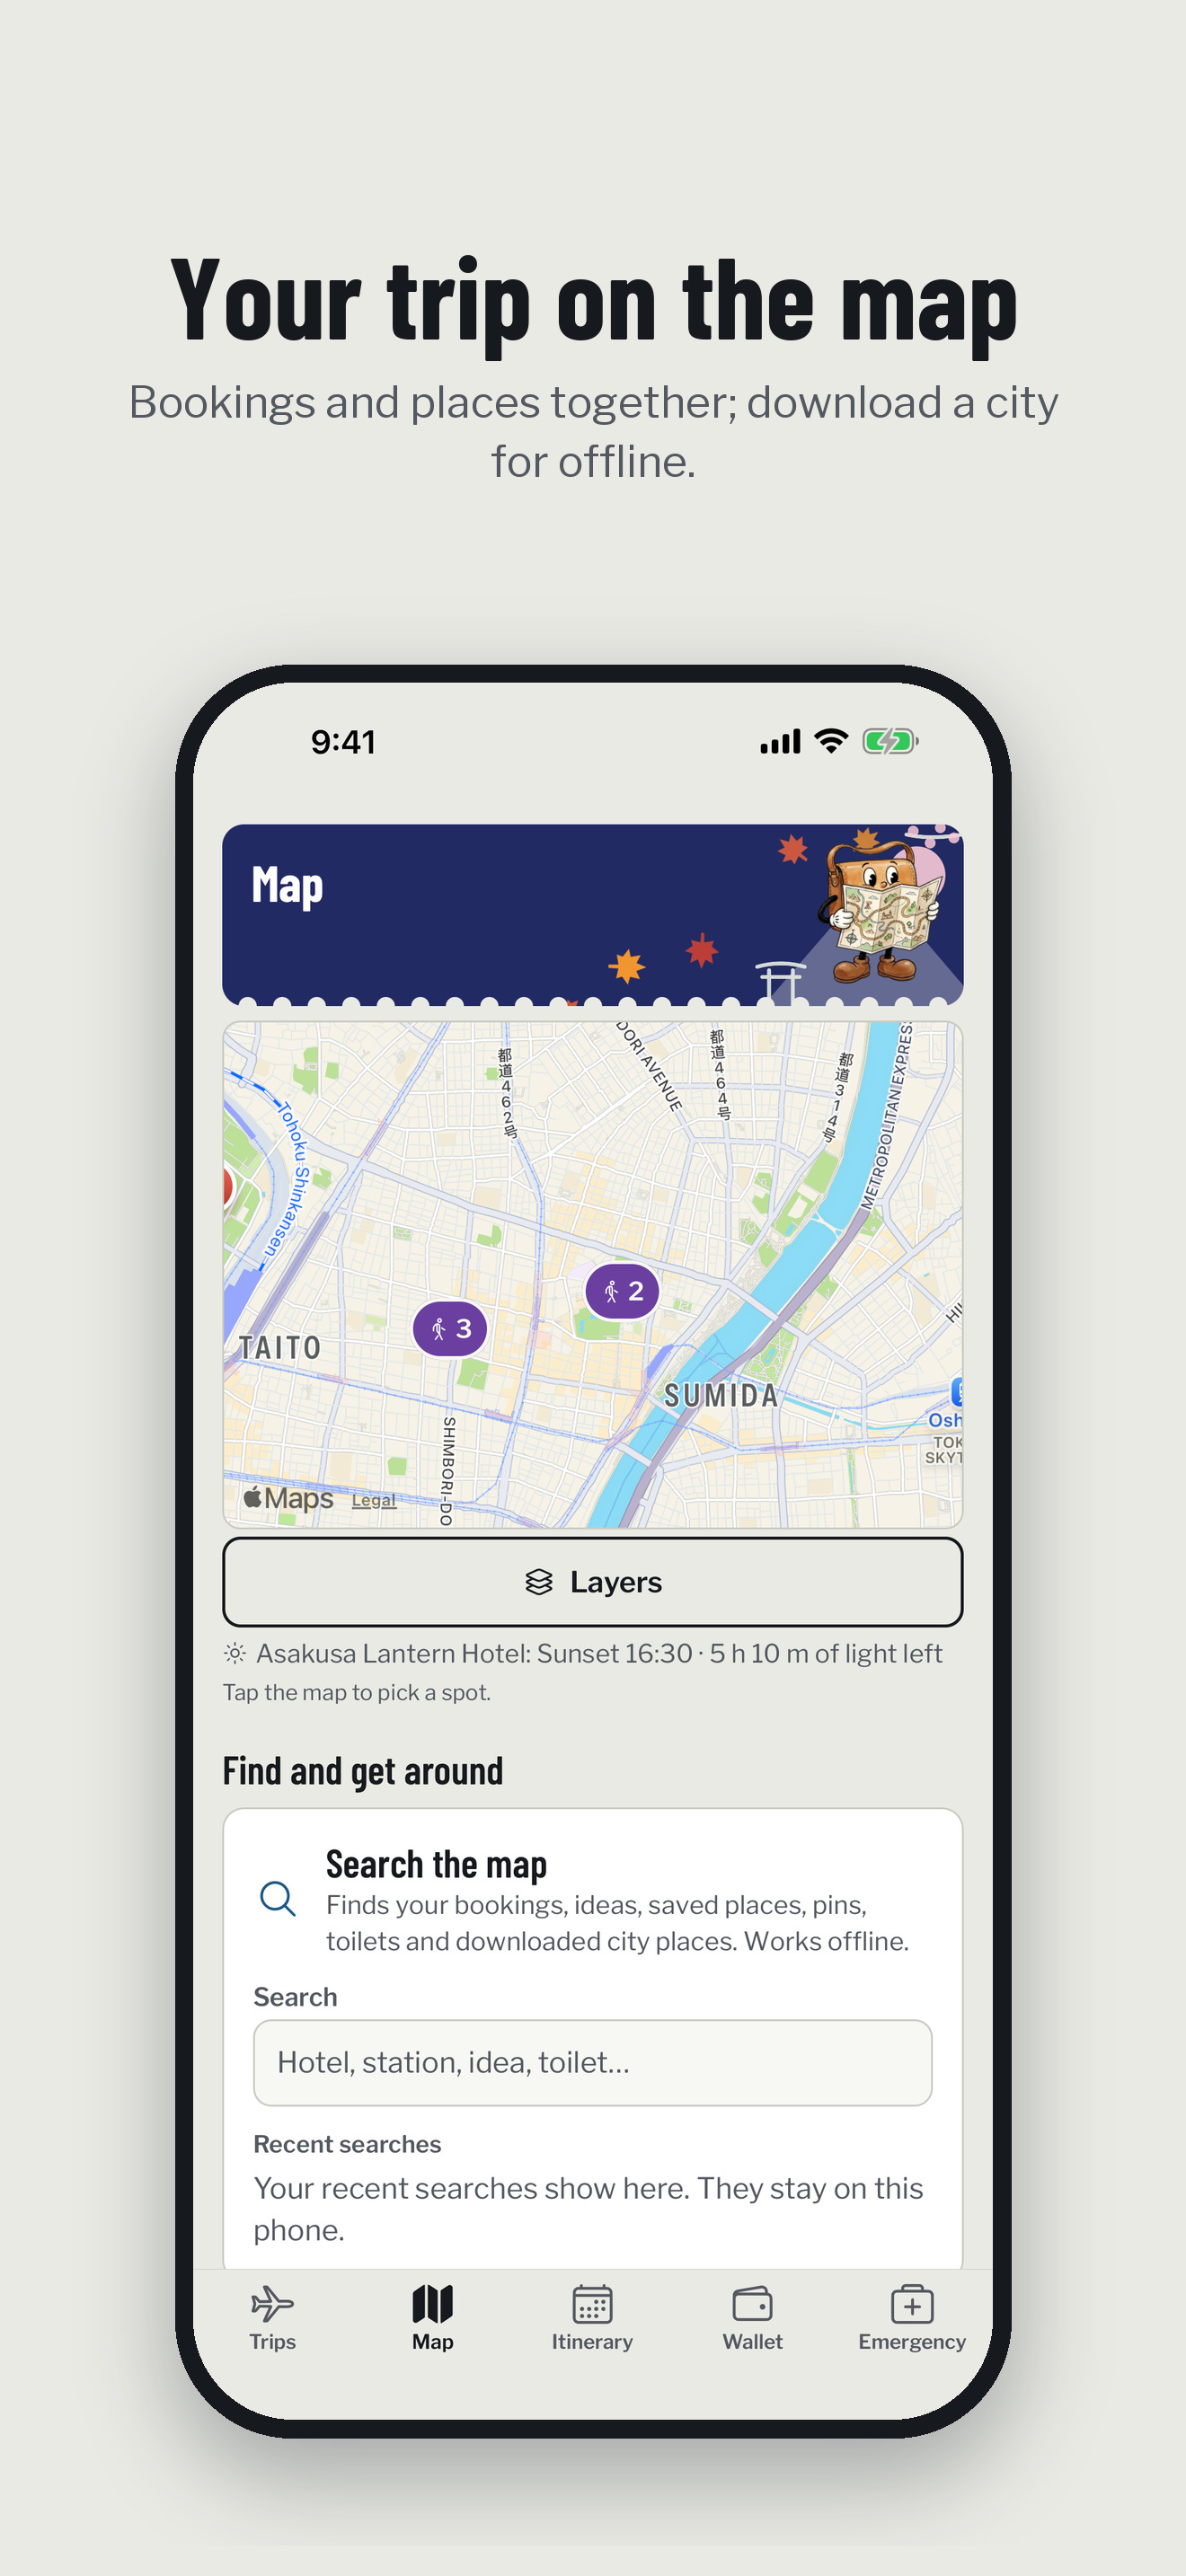 Your trip on the map
Bookings and places together; download a city
for offline.
9:41
Map
都道462号
DORI AVENUE
都道464号
都道314号
METROPOLITAN EXPRES
Tohoku Shinkansen
2
3
TAITO
SUMIDA
HI
Osh
TOK
SKYT
SHIMBORI-DO
Maps Legal
Layers
Asakusa Lantern Hotel: Sunset 16:30 · 5 h 10 m of light left
Tap the map to pick a spot.
Find and get around
Search the map
Finds your bookings, ideas, saved places, pins,
toilets and downloaded city places. Works offline.
Search
Hotel, station, idea, toilet...
Recent searches
Your recent searches show here. They stay on this
phone.
Trips Map Itinerary Wallet Emergency